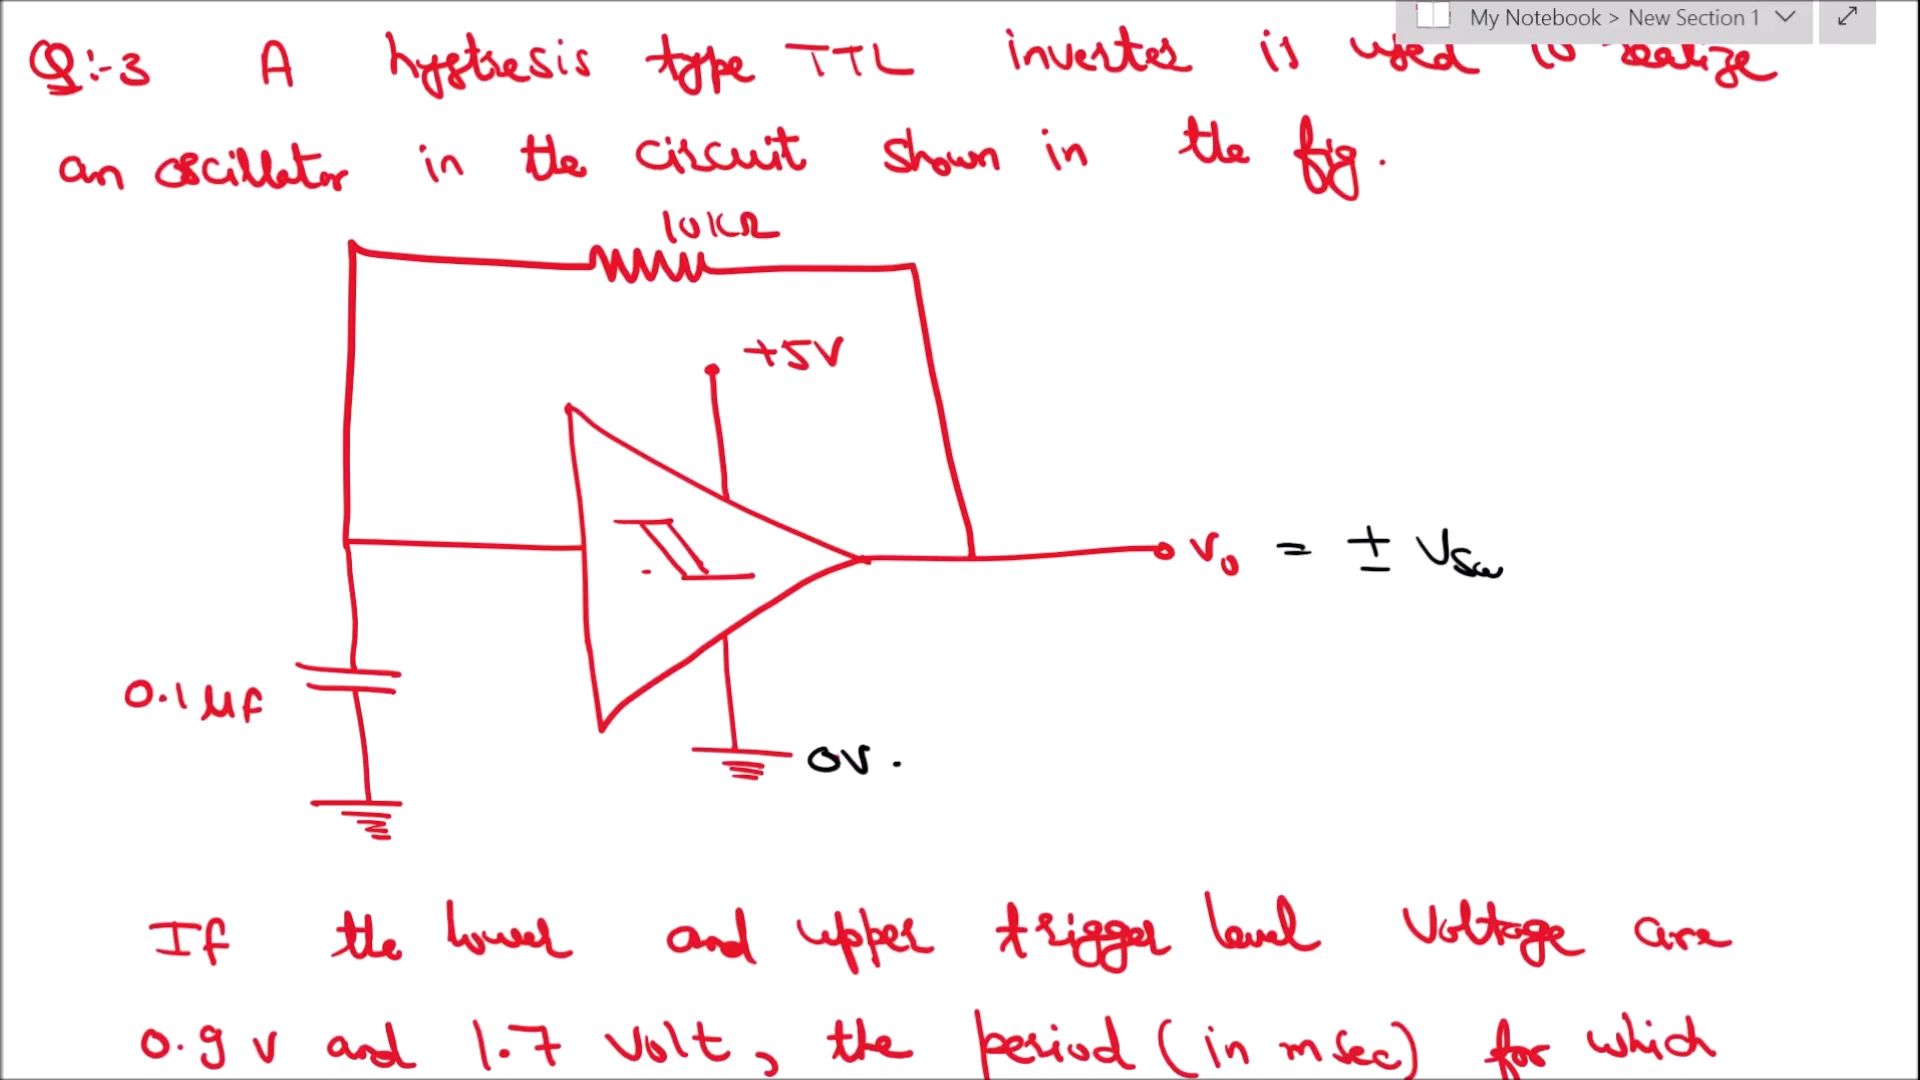 My Notebook > New Section 1
Q:-3 A hystresis type TTL inverter is used to realize
an oscillator in the circuit shown in the fig.
10KΩ
+5V
V0 = ± Vsat
0.1 μf
0V.
If the lower and upper trigger level voltage are
0.9 v and 1.7 volt, the period (in msec) for which